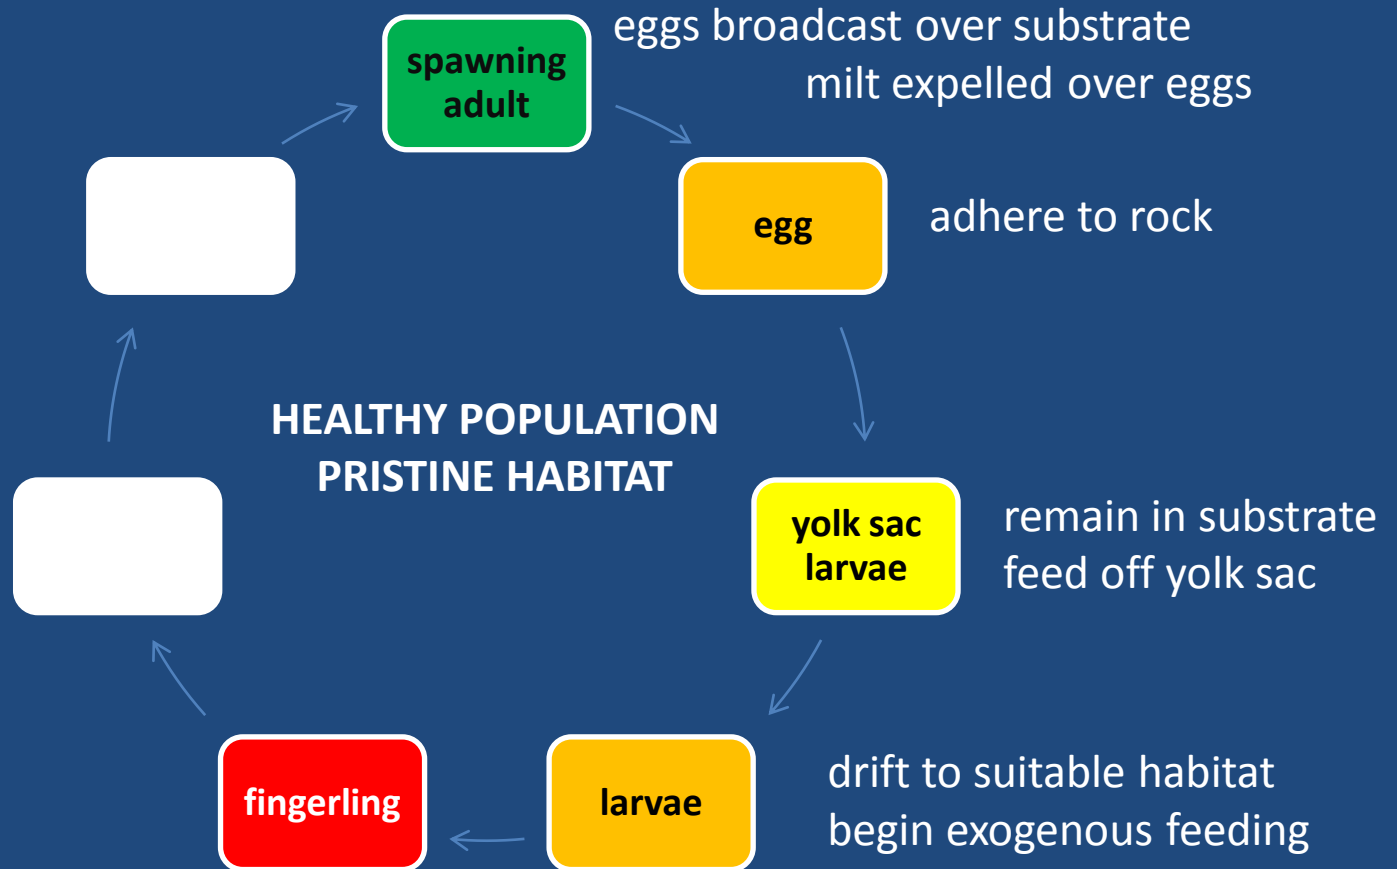 spawning
adult
eggs broadcast over substrate
milt expelled over eggs
egg
adhere to rock
HEALTHY POPULATION
PRISTINE HABITAT
yolk sac
larvae
remain in substrate
feed off yolk sac
larvae
drift to suitable habitat
begin exogenous feeding
fingerling